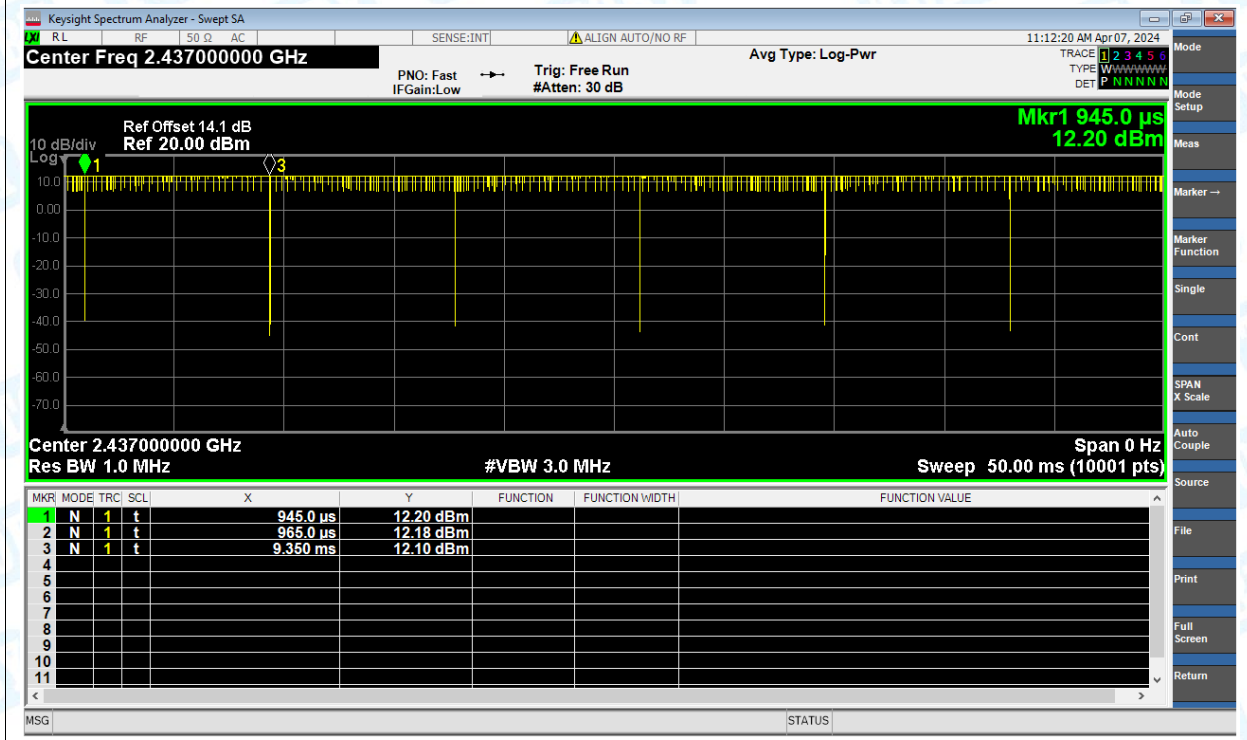 Keysight Spectrum Analyzer - Swept SA
LXI RL RF 50 Ω AC SENSE:INT ALIGN AUTO/NO RF 11:12:20 AM Apr 07, 2024
Center Freq 2.437000000 GHz
Avg Type: Log-Pwr
TRACE 1 2 3 4 5 6
TYPE WWWWWW
DET P N N N N N
PNO: Fast
IFGain:Low
Trig: Free Run
#Atten: 30 dB
Mkr1 945.0 µs
12.20 dBm
Ref Offset 14.1 dB
10 dB/div Ref 20.00 dBm
Log
1
3
10.0
0.00
-10.0
-20.0
-30.0
-40.0
-50.0
-60.0
-70.0
Center 2.437000000 GHz Span 0 Hz
Res BW 1.0 MHz #VBW 3.0 MHz Sweep 50.00 ms (10001 pts)
MKR MODE TRC SCL X Y FUNCTION FUNCTION WIDTH FUNCTION VALUE
1 N 1 t 945.0 µs 12.20 dBm
2 N 1 t 965.0 µs 12.18 dBm
3 N 1 t 9.350 ms 12.10 dBm
4
5
6
7
8
9
10
11
MSG STATUS
Mode
Mode
Setup
Meas
Marker →
Marker
Function
Single
Cont
SPAN
X Scale
Auto
Couple
Source
File
Print
Full
Screen
Return